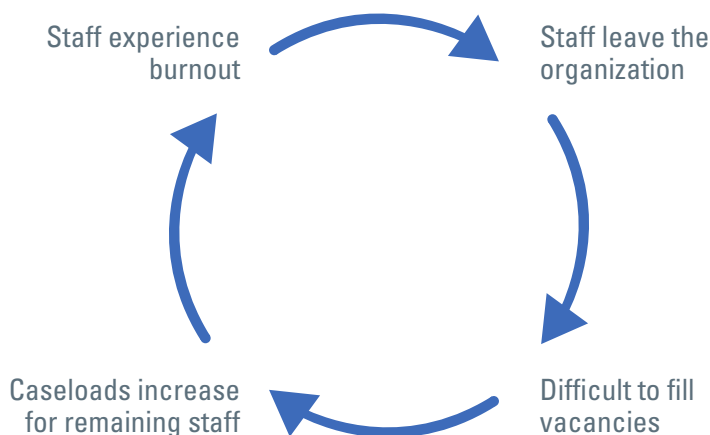 Staff experience
burnout
Staff leave the
organization
Caseloads increase
for remaining staff
Difficult to fill
vacancies